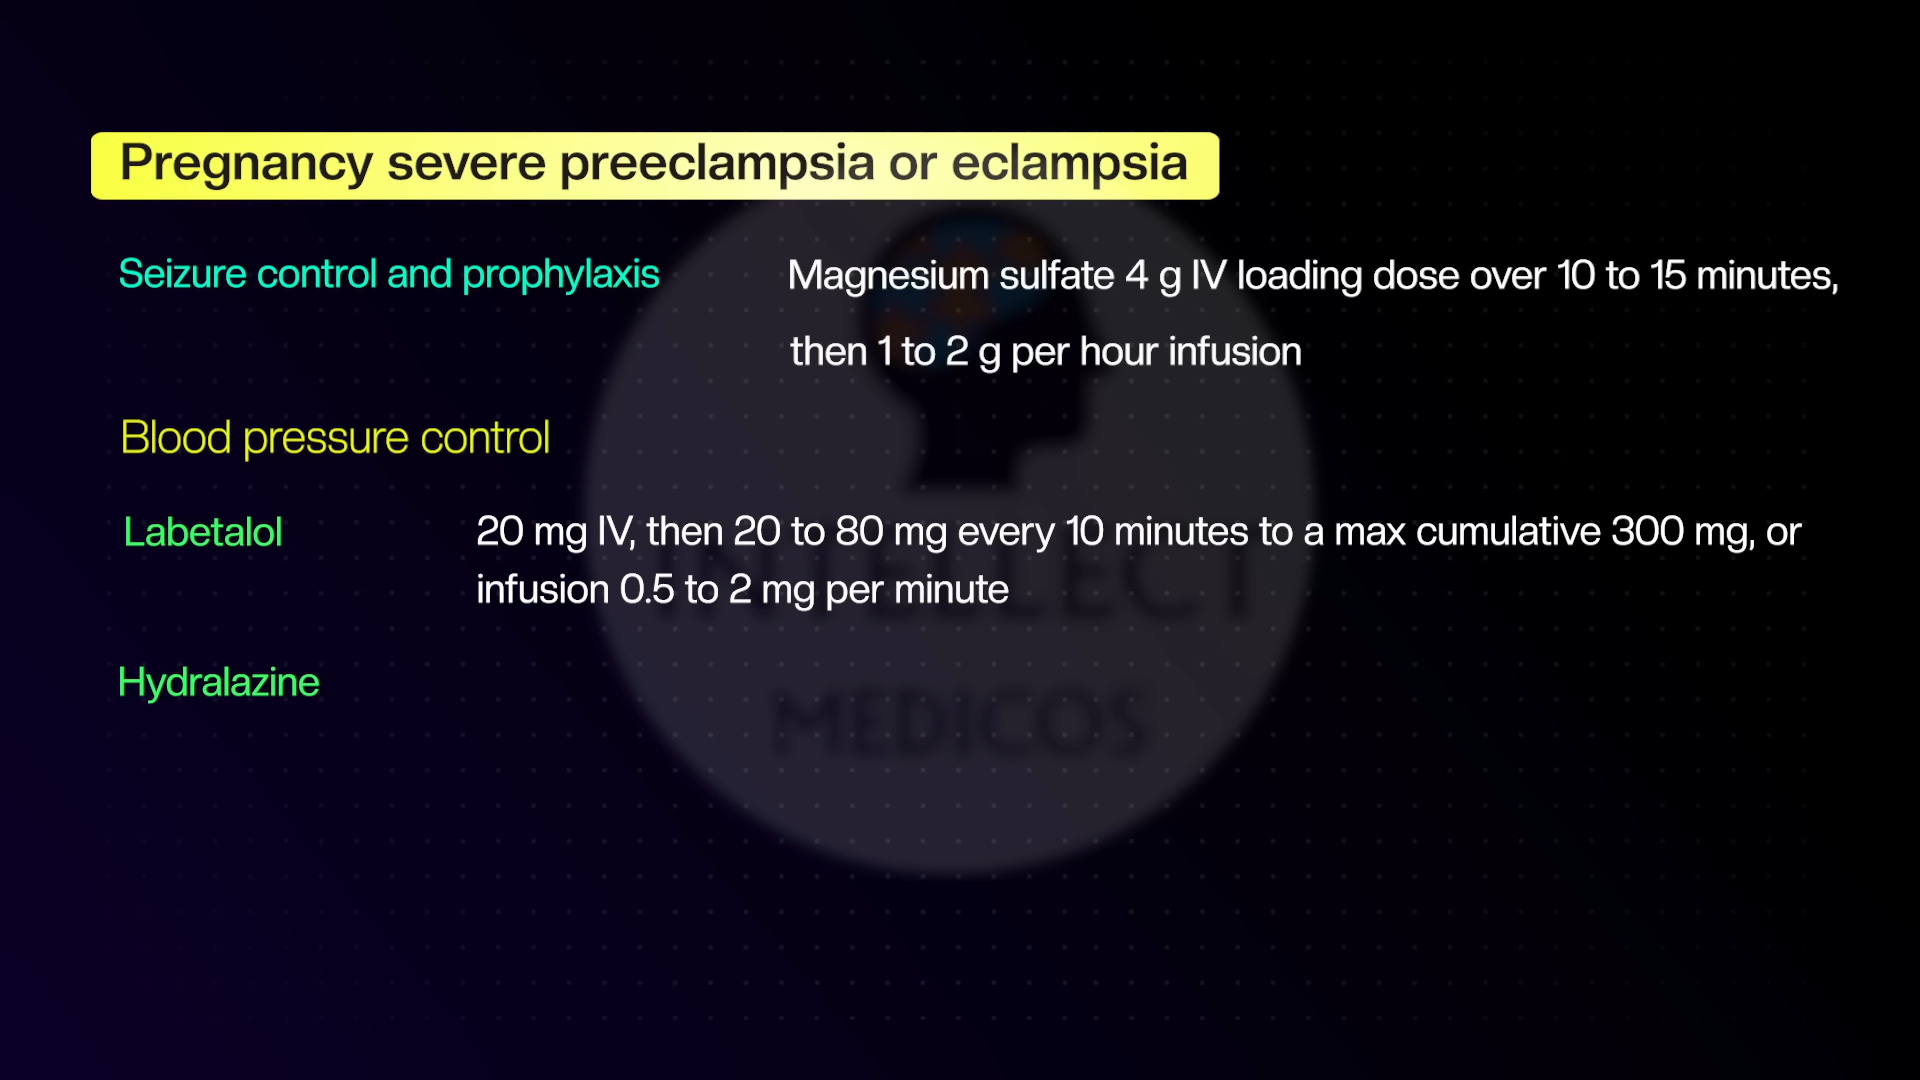 Pregnancy severe preeclampsia or eclampsia
Seizure control and prophylaxis
Magnesium sulfate 4 g IV loading dose over 10 to 15 minutes,
then 1 to 2 g per hour infusion
Blood pressure control
Labetalol
20 mg IV, then 20 to 80 mg every 10 minutes to a max cumulative 300 mg, or
infusion 0.5 to 2 mg per minute
Hydralazine
INTELLECT
MEDICOS